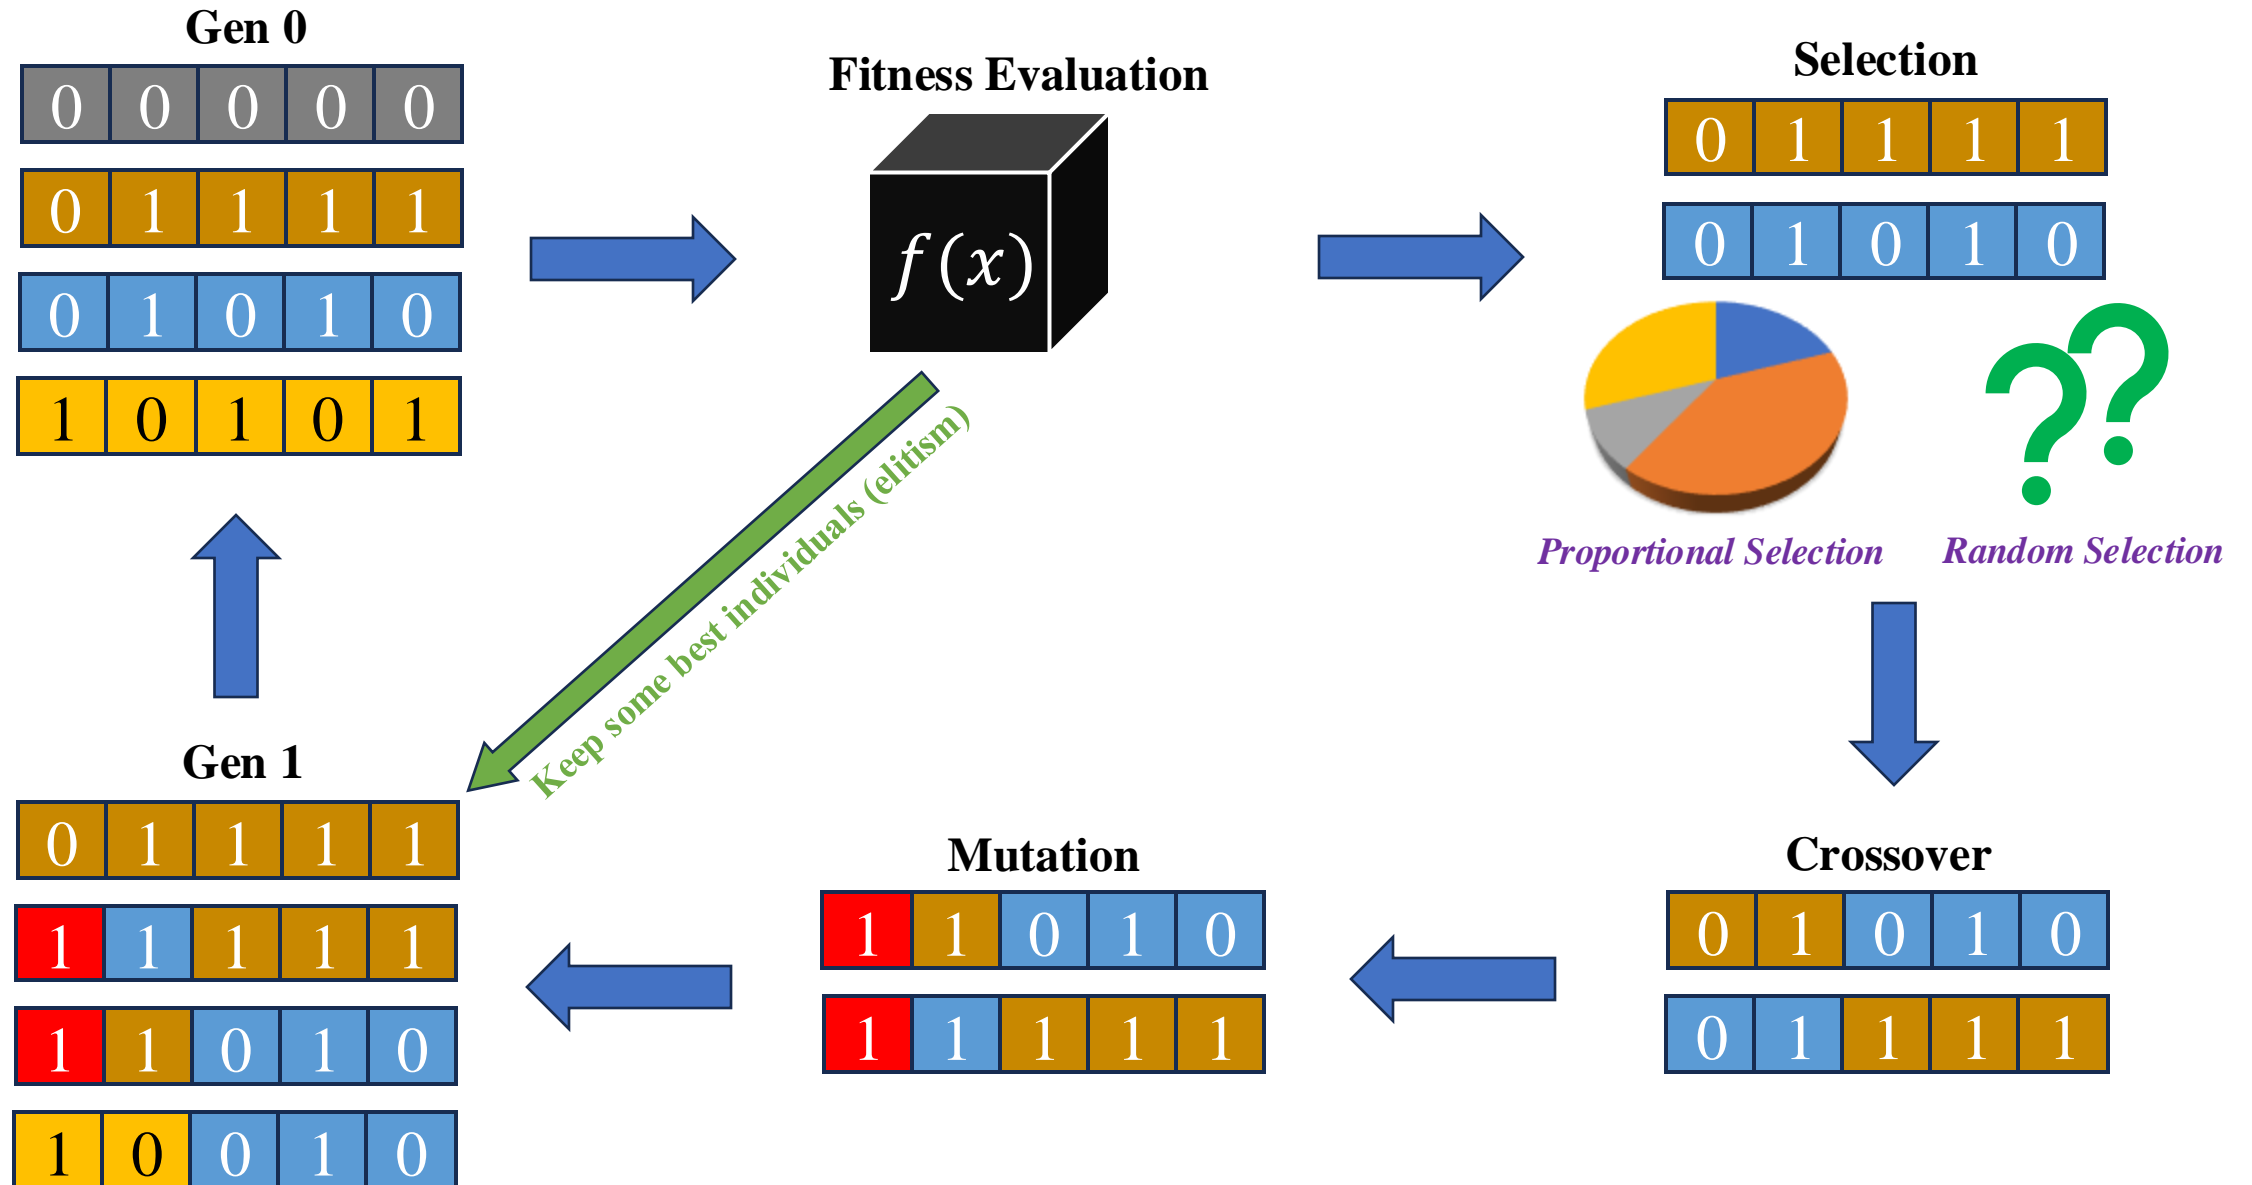 Gen 0
0 0 0 0 0
0 1 1 1 1
0 1 0 1 0
1 0 1 0 1
Fitness Evaluation
f(x)
Selection
0 1 1 1 1
0 1 0 1 0
Proportional Selection
Random Selection
??
Keep some best individuals (elitism)
Crossover
0 1 0 1 0
0 1 1 1 1
Mutation
1 1 0 1 0
1 1 1 1 1
Gen 1
0 1 1 1 1
1 1 1 1 1
1 1 0 1 0
1 0 0 1 0